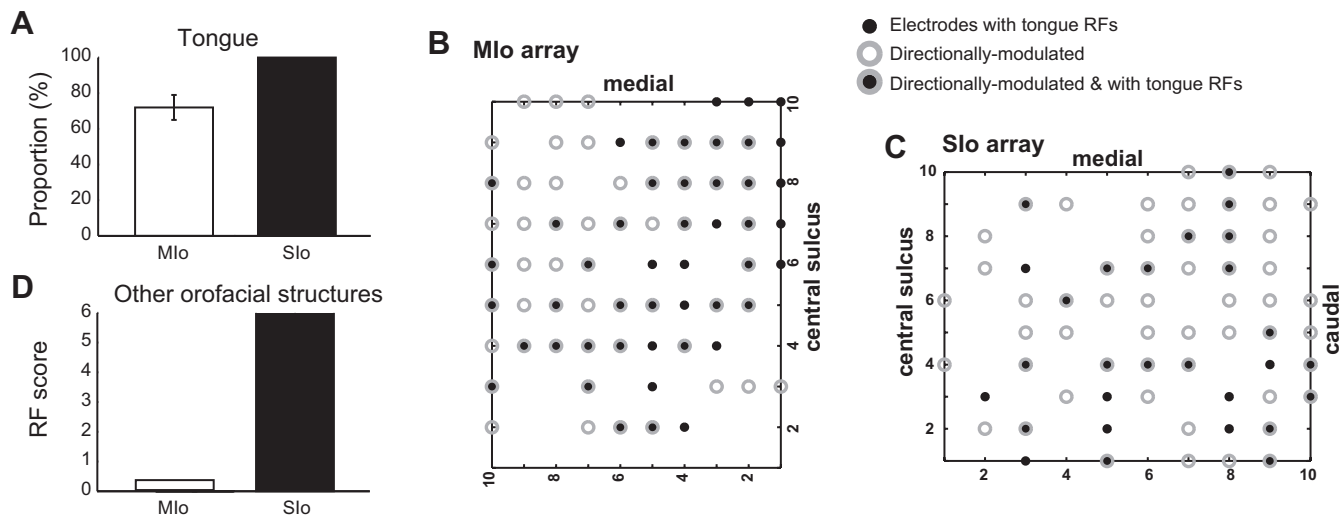 A
Tongue
Proportion (%)
100
80
60
40
20
0
MIo
SIo
D
Other orofacial structures
RF score
6
5
4
3
2
1
0
MIo
SIo
B
MIo array
medial
central sulcus
10
8
6
4
2
10
8
6
4
2
Electrodes with tongue RFs
Directionally-modulated
Directionally-modulated & with tongue RFs
C
SIo array
medial
central sulcus
caudal
10
8
6
4
2
2
4
6
8
10